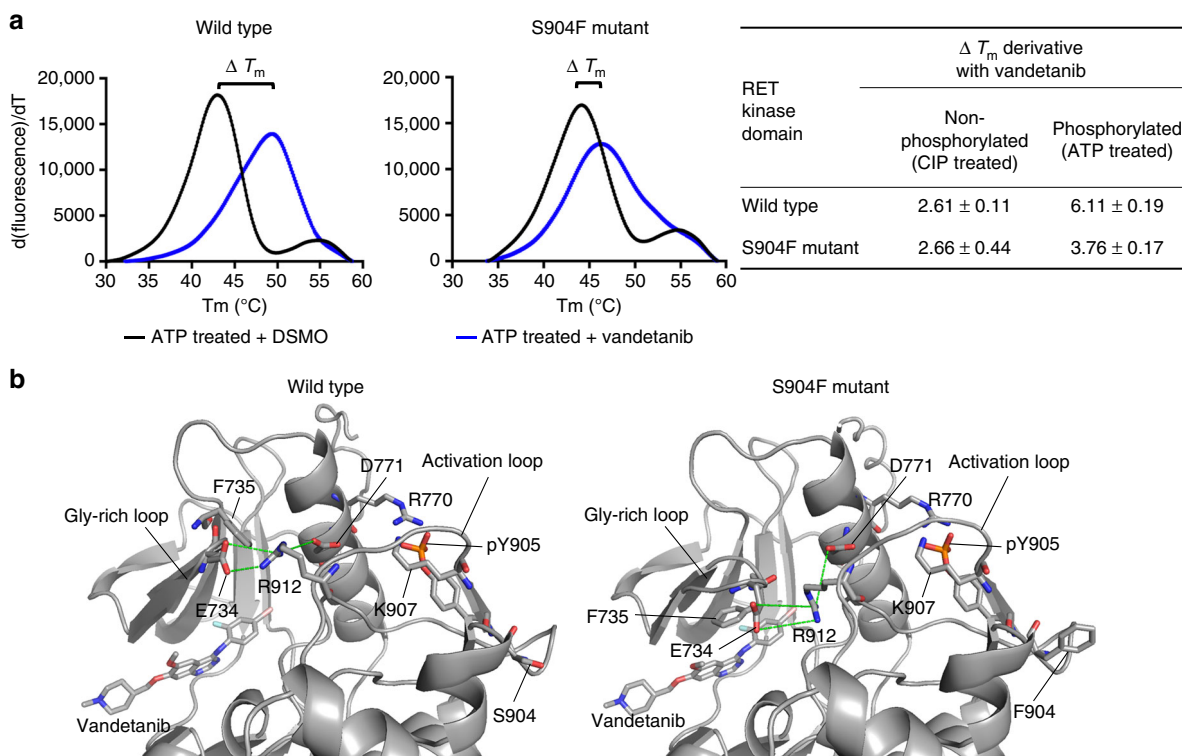 a
Wild type
Δ Tm
20,000
15,000
10,000
5000
0
d(fluorescence)/dT
30 35 40 45 50 55 60
Tm (°C)
S904F mutant
Δ Tm
20,000
15,000
10,000
5000
0
30 35 40 45 50 55 60
Tm (°C)
ATP treated + DSMO
ATP treated + vandetanib
RET
kinase
domain
Δ Tm derivative
with vandetanib
Non-
phosphorylated
(CIP treated)
Phosphorylated
(ATP treated)
Wild type 2.61 ± 0.11 6.11 ± 0.19
S904F mutant 2.66 ± 0.44 3.76 ± 0.17
b
Wild type
D771
Activation loop
F735
R770
Gly-rich loop
pY905
R912
E734
K907
S904
Vandetanib
S904F mutant
D771
Activation loop
R770
Gly-rich loop
pY905
K907
F735
R912
E734
F904
Vandetanib